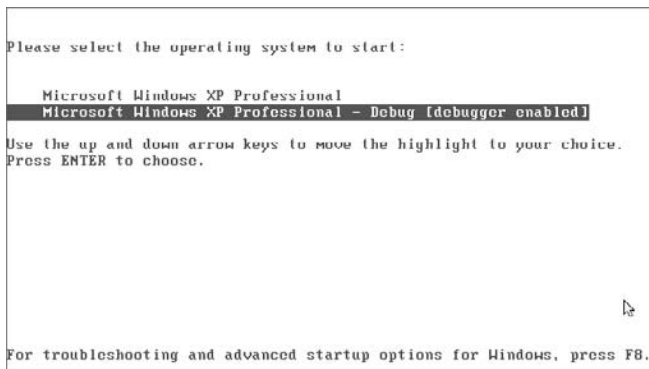 Please select the operating system to start:
Microsoft Windows XP Professional
Microsoft Windows XP Professional - Debug [debugger enabled]
Use the up and down arrow keys to move the highlight to your choice.
Press ENTER to choose.
For troubleshooting and advanced startup options for Windows, press F8.